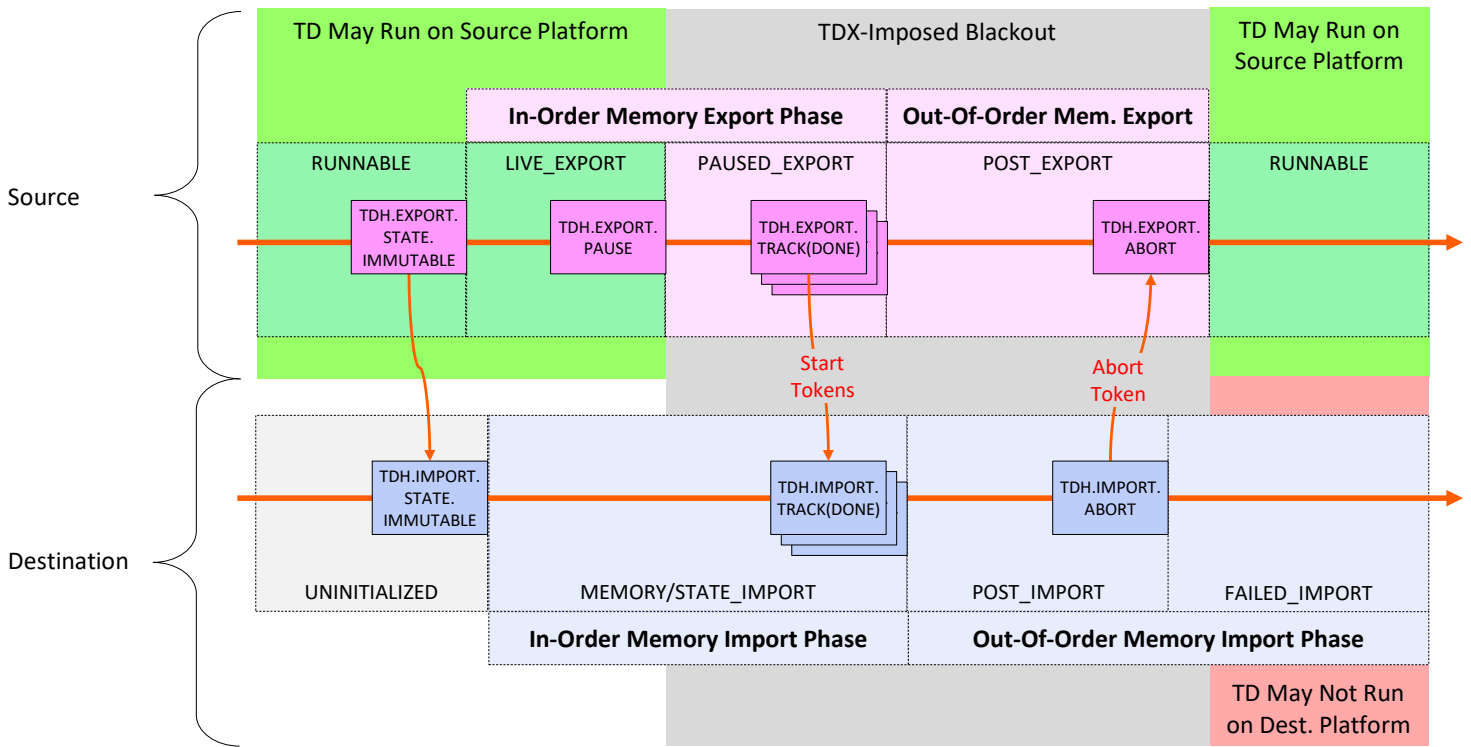 TD May Run on Source Platform
TDX-Imposed Blackout
TD May Run on
Source Platform
In-Order Memory Export Phase
Out-Of-Order Mem. Export
RUNNABLE
LIVE_EXPORT
PAUSED_EXPORT
POST_EXPORT
RUNNABLE
Source
TDH.EXPORT.
STATE.
IMMUTABLE
TDH.EXPORT.
PAUSE
TDH.EXPORT.
TRACK(DONE)
TDH.EXPORT.
ABORT
Start
Tokens
Abort
Token
TDH.IMPORT.
STATE.
IMMUTABLE
TDH.IMPORT.
TRACK(DONE)
TDH.IMPORT.
ABORT
Destination
UNINITIALIZED
MEMORY/STATE_IMPORT
POST_IMPORT
FAILED_IMPORT
In-Order Memory Import Phase
Out-Of-Order Memory Import Phase
TD May Not Run
on Dest. Platform